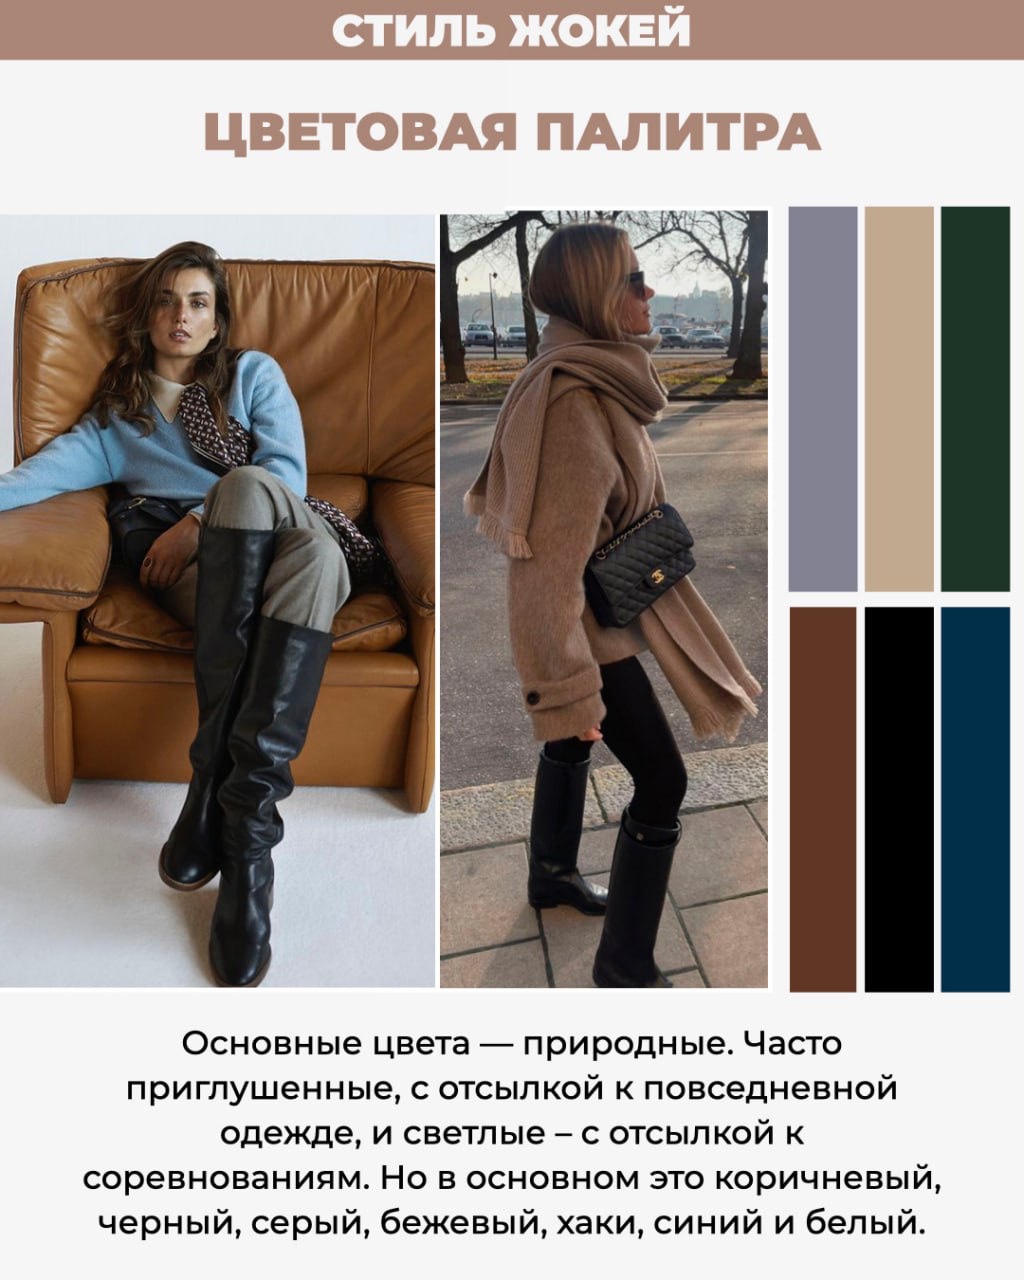 СТИЛЬ ЖОКЕЙ
ЦВЕТОВАЯ ПАЛИТРА
Основные цвета — природные. Часто
приглушенные, с отсылкой к повседневной
одежде, и светлые – с отсылкой к
соревнованиям. Но в основном это коричневый,
черный, серый, бежевый, хаки, синий и белый.